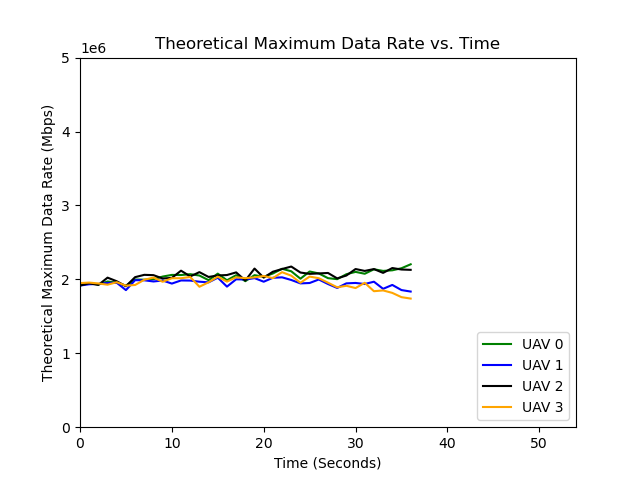 Theoretical Maximum Data Rate vs. Time
1e6
5
4
3
2
1
0
Theoretical Maximum Data Rate (Mbps)
0 10 20 30 40 50
Time (Seconds)
UAV 0
UAV 1
UAV 2
UAV 3